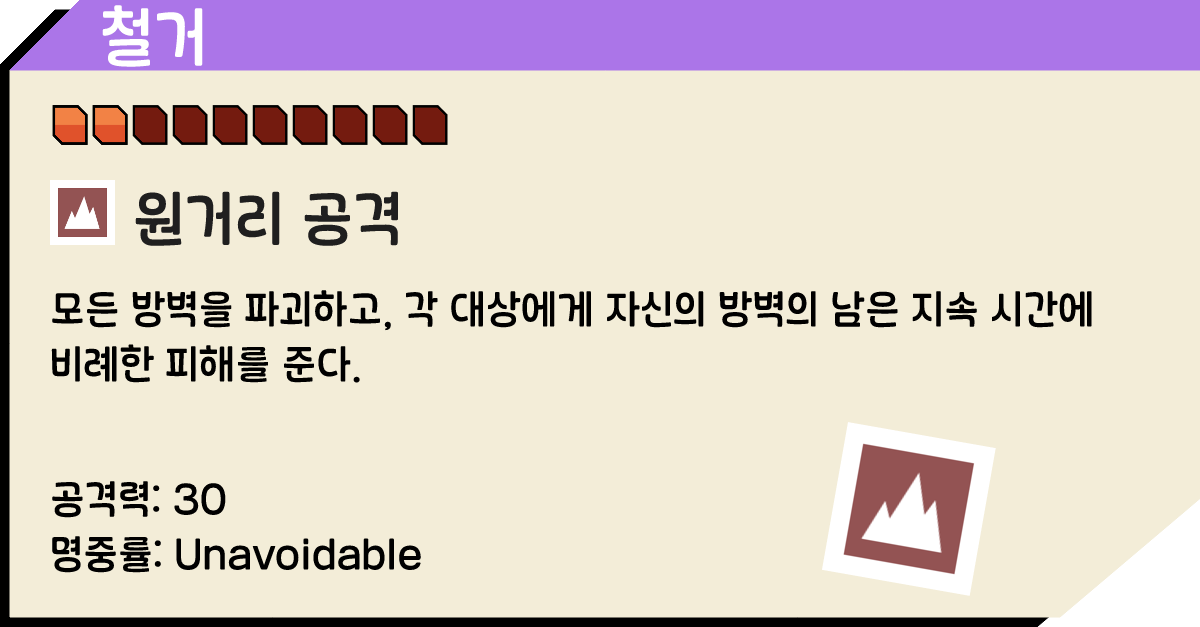 철거
원거리 공격
모든 방벽을 파괴하고, 각 대상에게 자신의 방벽의 남은 지속 시간에
비례한 피해를 준다.
공격력: 30
명중률: Unavoidable